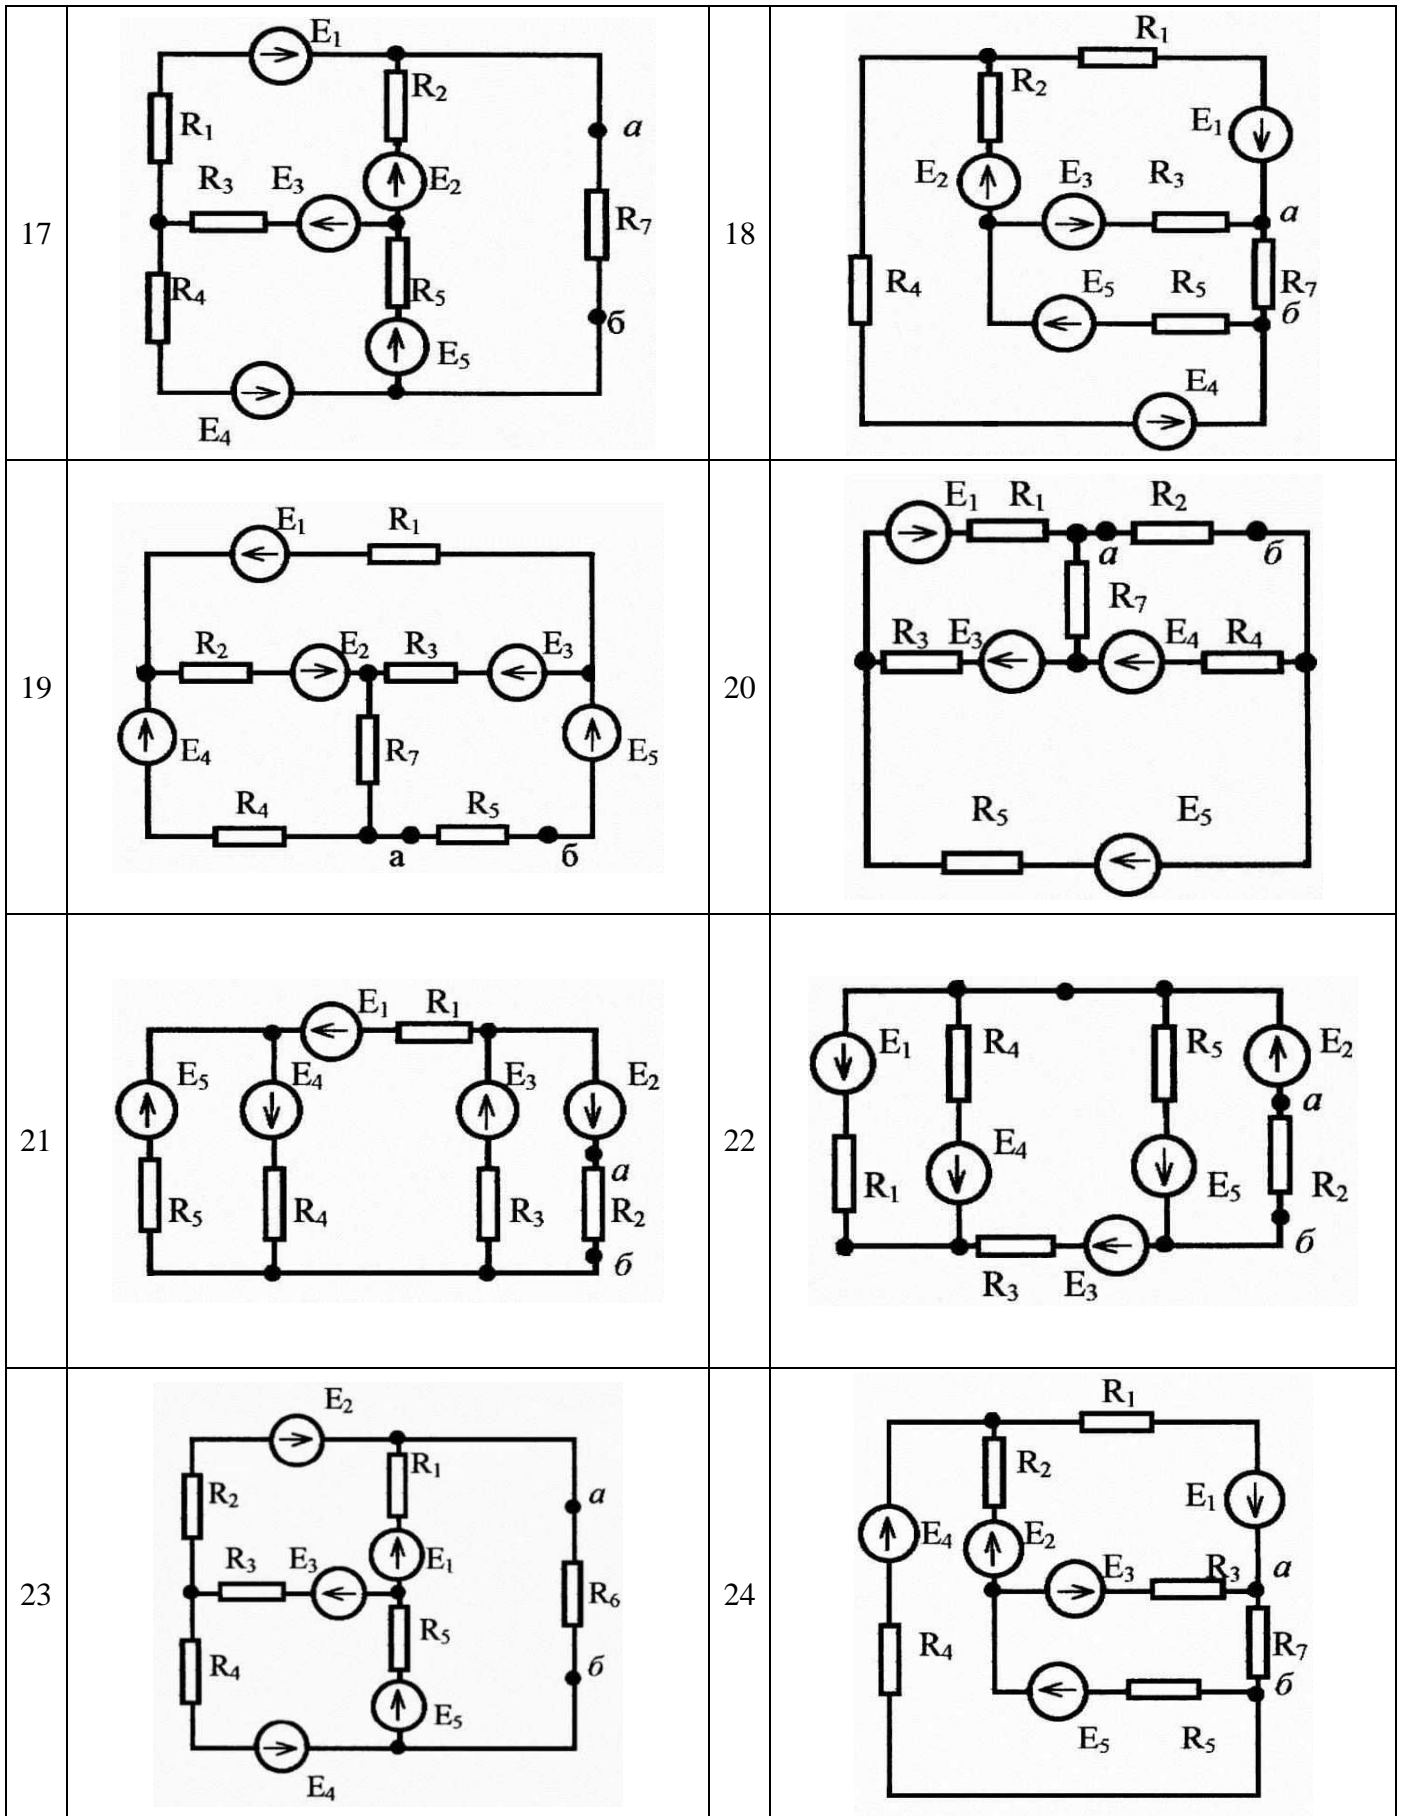 17
E₁
R₂
а
R₁
R₃ E₃ E₂
R₇
R₄ R₅
б
E₅
E₄
18
R₁
R₂
E₁
E₂ E₃ R₃
а
R₄ E₅ R₅ R₇
б
E₄
19
E₁ R₁
R₂ E₂ R₃ E₃
E₄ R₇ E₅
R₄ R₅
а б
20
E₁ R₁ R₂
а б
R₇
R₃ E₃ E₄ R₄
R₅ E₅
21
E₁ R₁
E₅ E₄ E₃ E₂
а
R₅ R₄ R₃ R₂
б
22
E₁ R₄ R₅ E₂
а
E₄
R₁ E₅ R₂
б
R₃ E₃
23
E₂
R₁
R₂ а
R₃ E₃ E₁
R₆
R₅
R₄ б
E₅
E₄
24
R₁
R₂
E₁
E₄ E₂
E₃ R₃ а
R₄ R₇
б
E₅ R₅